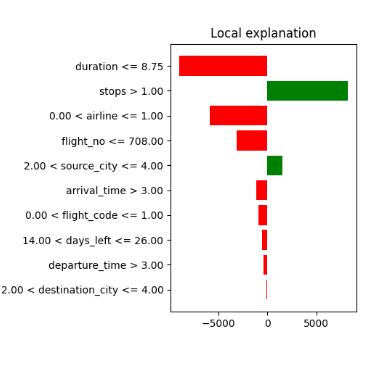 Local explanation
duration <= 8.75
stops > 1.00
0.00 < airline <= 1.00
flight_no <= 708.00
2.00 < source_city <= 4.00
arrival_time > 3.00
0.00 < flight_code <= 1.00
14.00 < days_left <= 26.00
departure_time > 3.00
2.00 < destination_city <= 4.00
−5000 0 5000